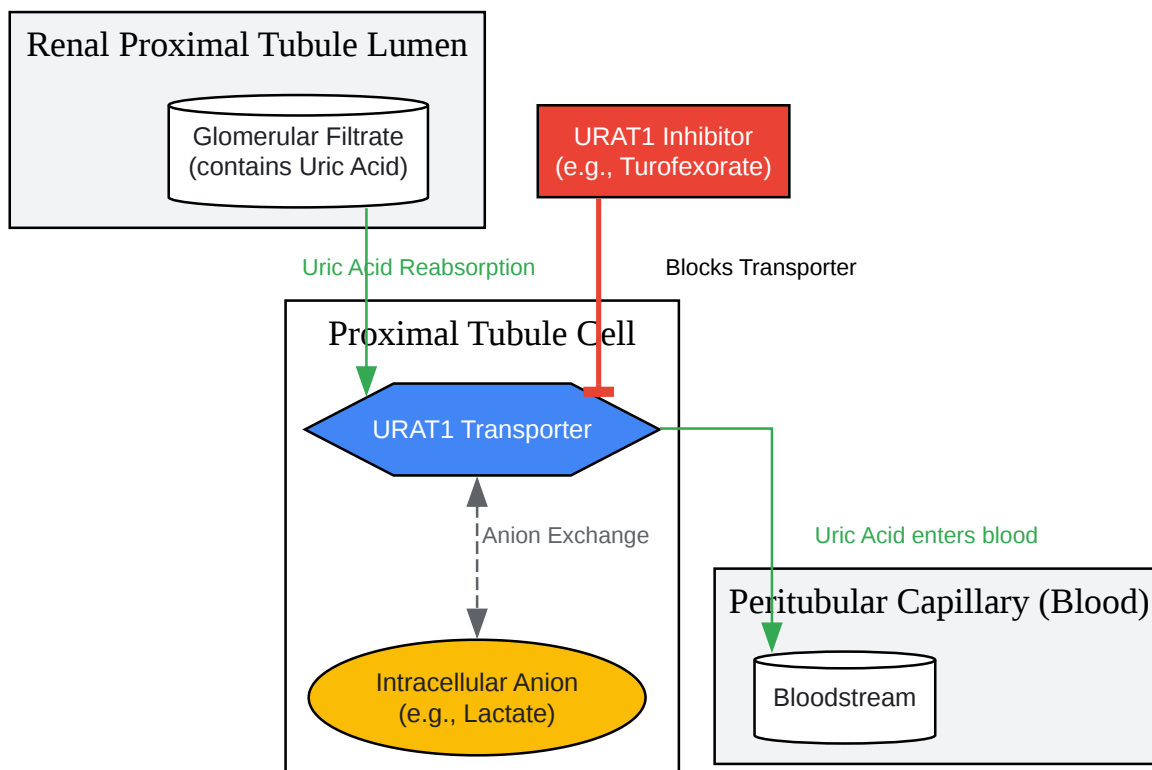 Renal Proximal Tubule Lumen
Glomerular Filtrate
(contains Uric Acid)
URAT1 Inhibitor
(e.g., Turofexorate)
Uric Acid Reabsorption
Blocks Transporter
Proximal Tubule Cell
URAT1 Transporter
Anion Exchange
Uric Acid enters blood
Peritubular Capillary (Blood)
Intracellular Anion
(e.g., Lactate)
Bloodstream